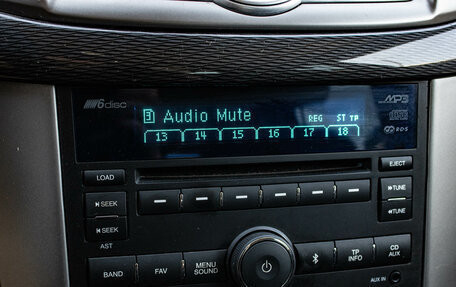 6disc
MP3
Audio Mute
REG ST TP
13 14 15 16 17 18
RDS
LOAD
EJECT
SEEK
TUNE
SEEK
TUNE
AST
BAND
FAV
MENU
SOUND
TP
INFO
CD
AUX
AUX IN